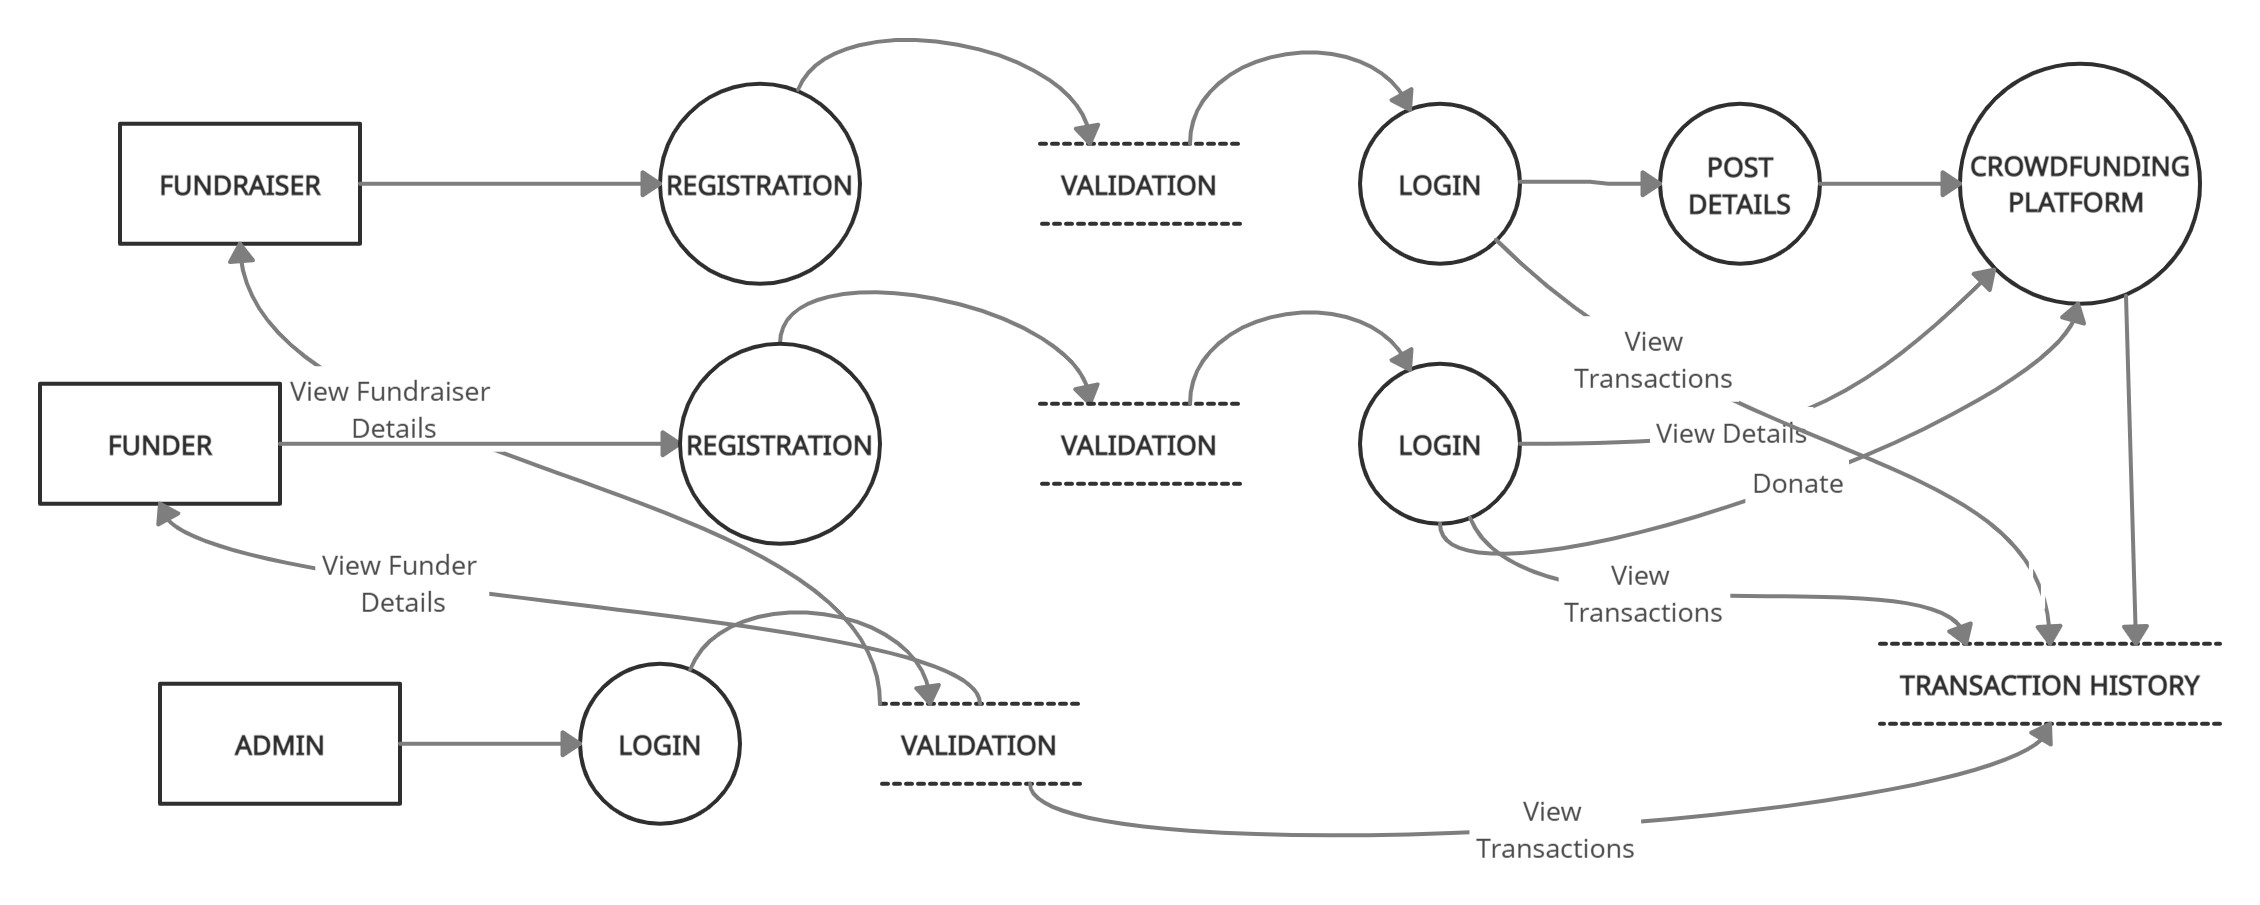 FUNDRAISER
REGISTRATION
VALIDATION
LOGIN
POST
DETAILS
CROWDFUNDING
PLATFORM
View
Transactions
View Fundraiser
Details
FUNDER
REGISTRATION
VALIDATION
LOGIN
View Details
Donate
View Funder
Details
View
Transactions
TRANSACTION HISTORY
ADMIN
LOGIN
VALIDATION
View
Transactions